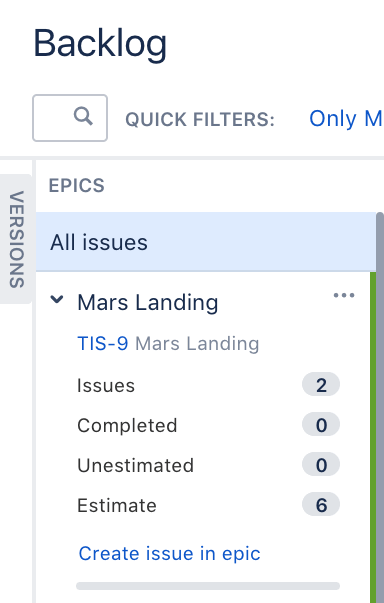 Backlog
QUICK FILTERS: Only M
VERSIONS
EPICS
All issues
Mars Landing
TIS-9 Mars Landing
Issues 2
Completed 0
Unestimated 0
Estimate 6
Create issue in epic